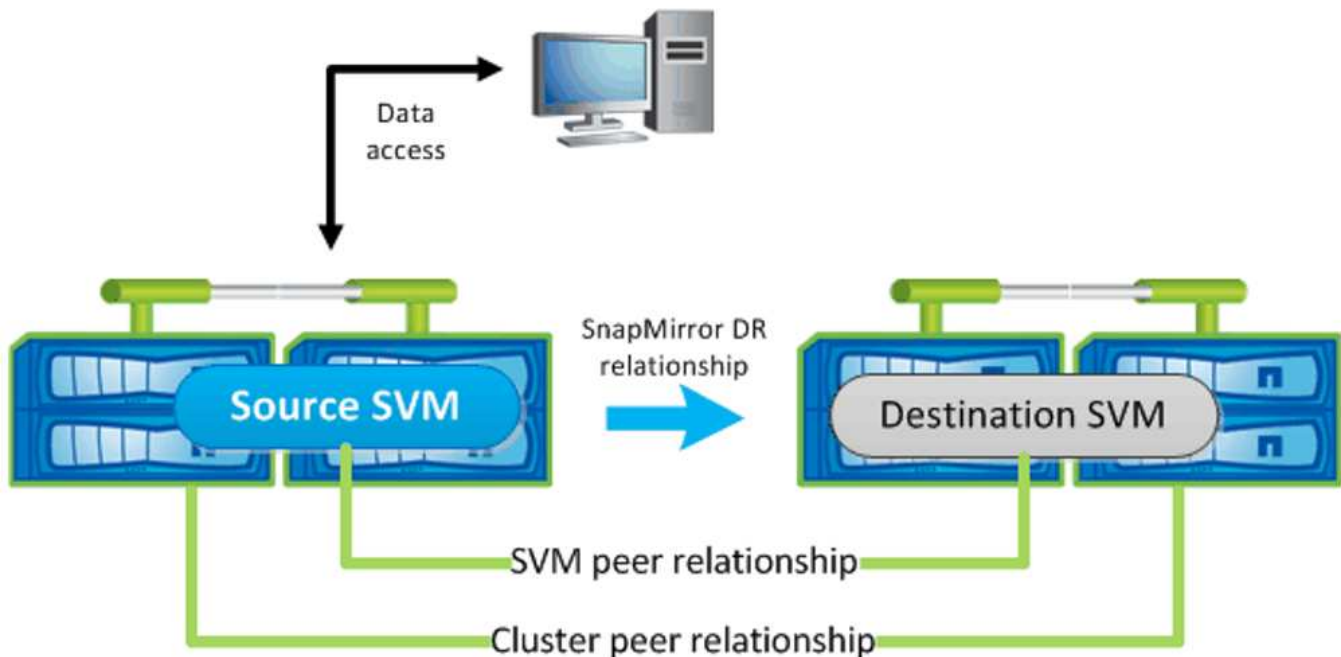 Data
access
SnapMirror DR
relationship
Source SVM
Destination SVM
SVM peer relationship
Cluster peer relationship